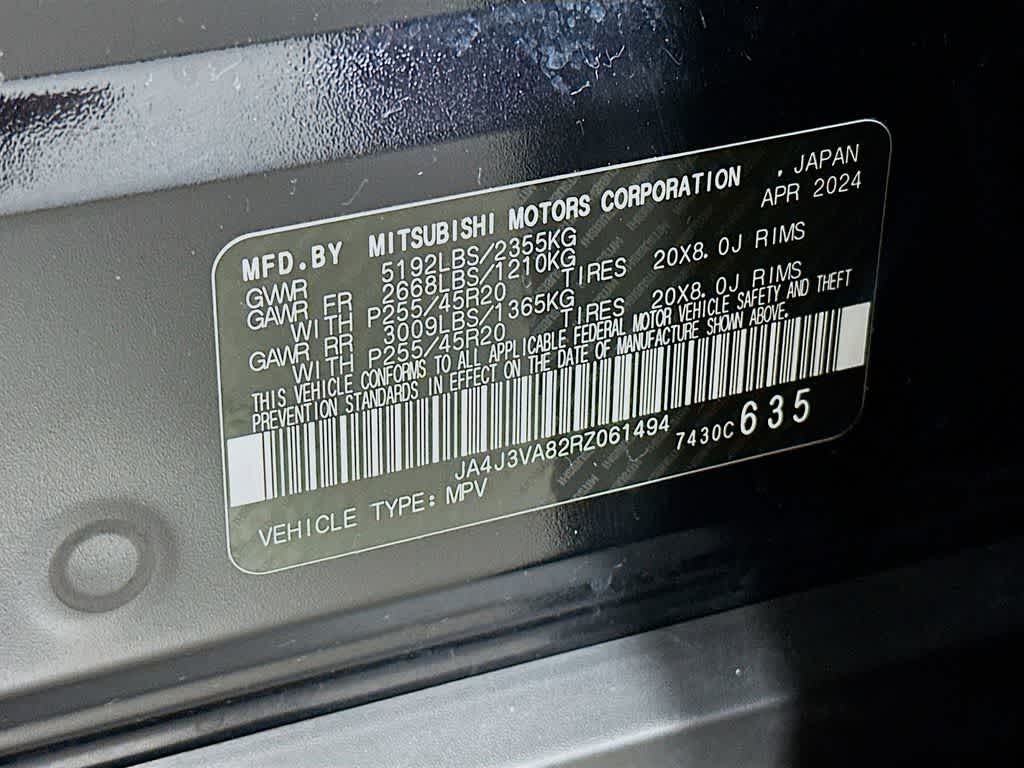 MFD.BY MITSUBISHI MOTORS CORPORATION , JAPAN
GVWR 5192LBS/2355KG APR 2024
GAWR FR 2668LBS/1210KG
WITH P255/45R20 TIRES 20X8.0J RIMS
GAWR RR 3009LBS/1365KG
WITH P255/45R20 TIRES 20X8.0J RIMS
THIS VEHICLE CONFORMS TO ALL APPLICABLE FEDERAL MOTOR VEHICLE SAFETY AND THEFT
PREVENTION STANDARDS IN EFFECT ON THE DATE OF MANUFACTURE SHOWN ABOVE.
JA4J3VA82RZ061494 7430C 635
VEHICLE TYPE: MPV